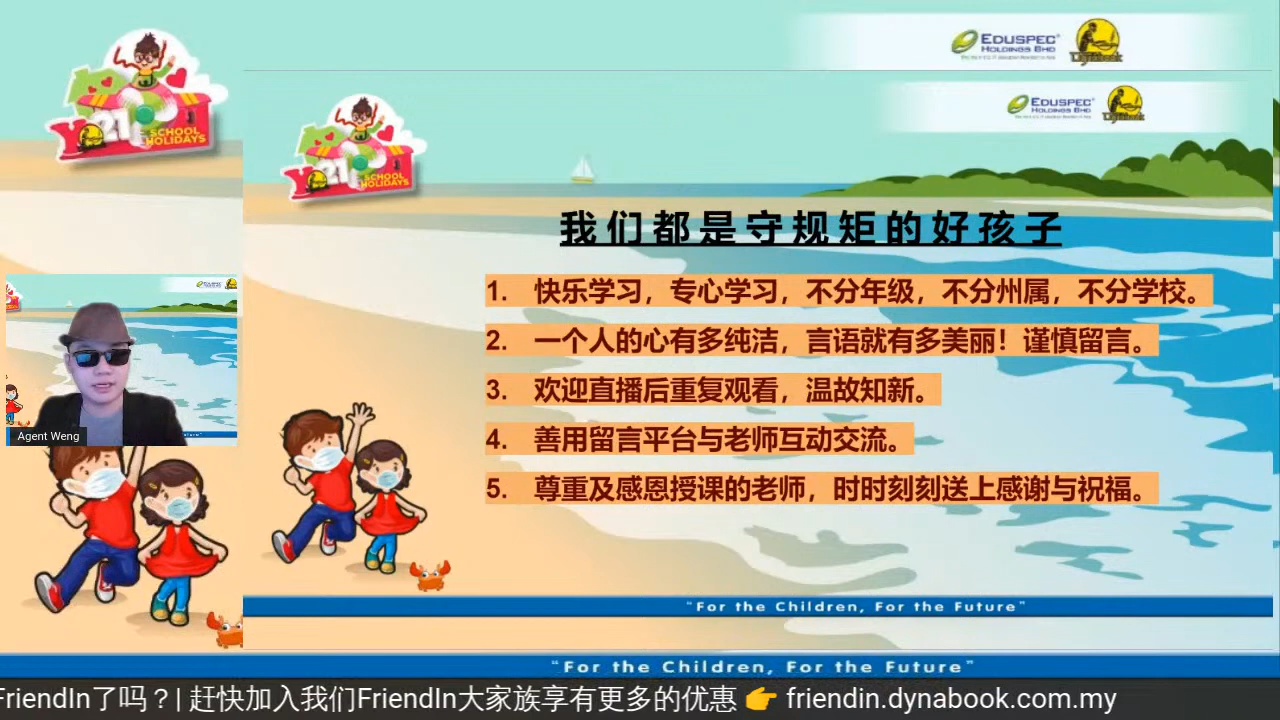 EDUSPEC®
HOLDINGS BHD
Dynabook
Y
21
SCHOOL
HOLIDAYS
EDUSPEC®
HOLDINGS BHD
Dynabook
Y
21
SCHOOL
HOLIDAYS
我们都是守规矩的好孩子
1. 快乐学习，专心学习，不分年级，不分州属，不分学校。
2. 一个人的心有多纯洁，言语就有多美丽！谨慎留言。
3. 欢迎直播后重复观看，温故知新。
4. 善用留言平台与老师互动交流。
5. 尊重及感恩授课的老师，时时刻刻送上感谢与祝福。
Agent Weng
"For the Children, For the Future"
"For the Children, For the Future"
FriendIn了吗？| 赶快加入我们FriendIn大家族享有更多的优惠 👉 friendin.dynabook.com.my